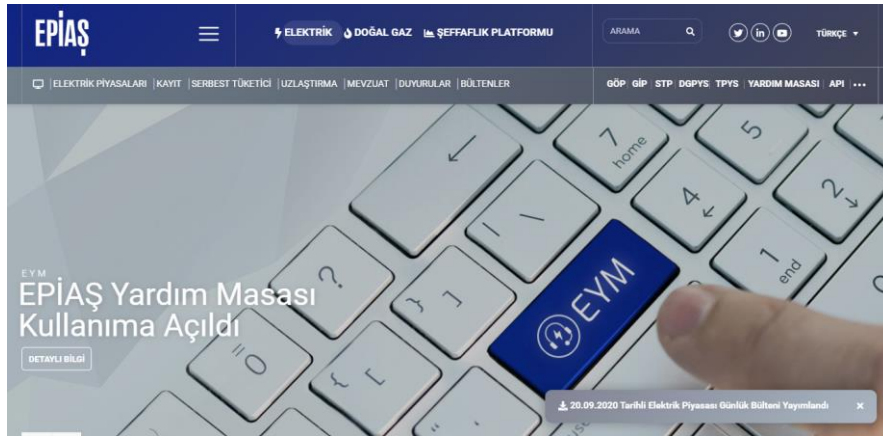 EPİAŞ
ELEKTRİK DOĞAL GAZ ŞEFFAFLIK PLATFORMU
ARAMA
TÜRKÇE
ELEKTRİK PİYASALARI | KAYIT | SERBEST TÜKETİCİ | UZLAŞTIRMA | MEVZUAT | DUYURULAR | BÜLTENLER
GÖP | GİP | STP | DGPYS | TPYS | YARDIM MASASI | API | •••
EYM
EPİAŞ Yardım Masası
Kullanıma Açıldı
DETAYLI BİLGİ
7
home
5
4
2
1
end
?
EYM
20.09.2020 Tarihli Elektrik Piyasası Günlük Bülteni Yayımlandı ×